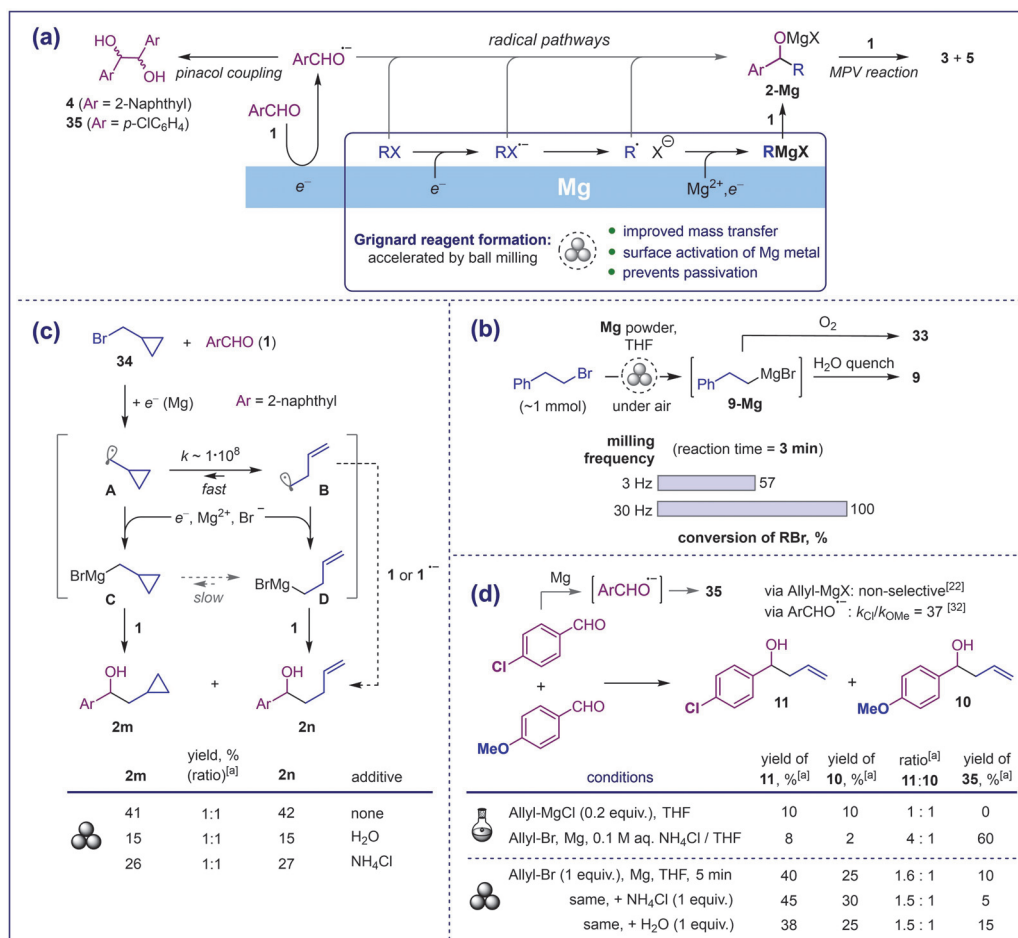 (a)
HO
Ar
Ar
OH
pinacol coupling
ArCHO•−
radical pathways
OMgX
Ar
R
2-Mg
1
MPV reaction
3 + 5
4 (Ar = 2-Naphthyl)
35 (Ar = p-ClC6H4)
ArCHO
1
e−
RX
e−
RX•−
R• X⊖
Mg2+,e−
RMgX
1
Mg
Grignard reagent formation:
accelerated by ball milling
• improved mass transfer
• surface activation of Mg metal
• prevents passivation
(c)
Br
34
+ ArCHO (1)
+ e− (Mg)
Ar = 2-naphthyl
A
k ~ 1·10⁸
fast
B
e−, Mg2+, Br−
BrMg
C
slow
BrMg
D
1 or 1•−
1
1
OH
Ar
2m
+
OH
Ar
2n
2m
yield, %
(ratio)[a]
2n
additive
41 1:1 42 none
15 1:1 15 H2O
26 1:1 27 NH4Cl
(b)
Ph
Br
(~1 mmol)
Mg powder,
THF
under air
Ph
MgBr
9-Mg
O2
33
H2O quench
9
milling
frequency
(reaction time = 3 min)
3 Hz 57
30 Hz 100
conversion of RBr, %
(d)
Mg
ArCHO•−
35
via Allyl-MgX: non-selective[22]
via ArCHO•− : kCl/kOMe = 37 [32]
CHO
Cl
+
CHO
MeO
OH
Cl
11
+
OH
MeO
10
conditions
yield of
11, %[a]
yield of
10, %[a]
ratio[a]
11:10
yield of
35, %[a]
Allyl-MgCl (0.2 equiv.), THF 10 10 1 : 1 0
Allyl-Br, Mg, 0.1 M aq. NH4Cl / THF 8 2 4 : 1 60
Allyl-Br (1 equiv.), Mg, THF, 5 min 40 25 1.6 : 1 10
same, + NH4Cl (1 equiv.) 45 30 1.5 : 1 5
same, + H2O (1 equiv.) 38 25 1.5 : 1 15